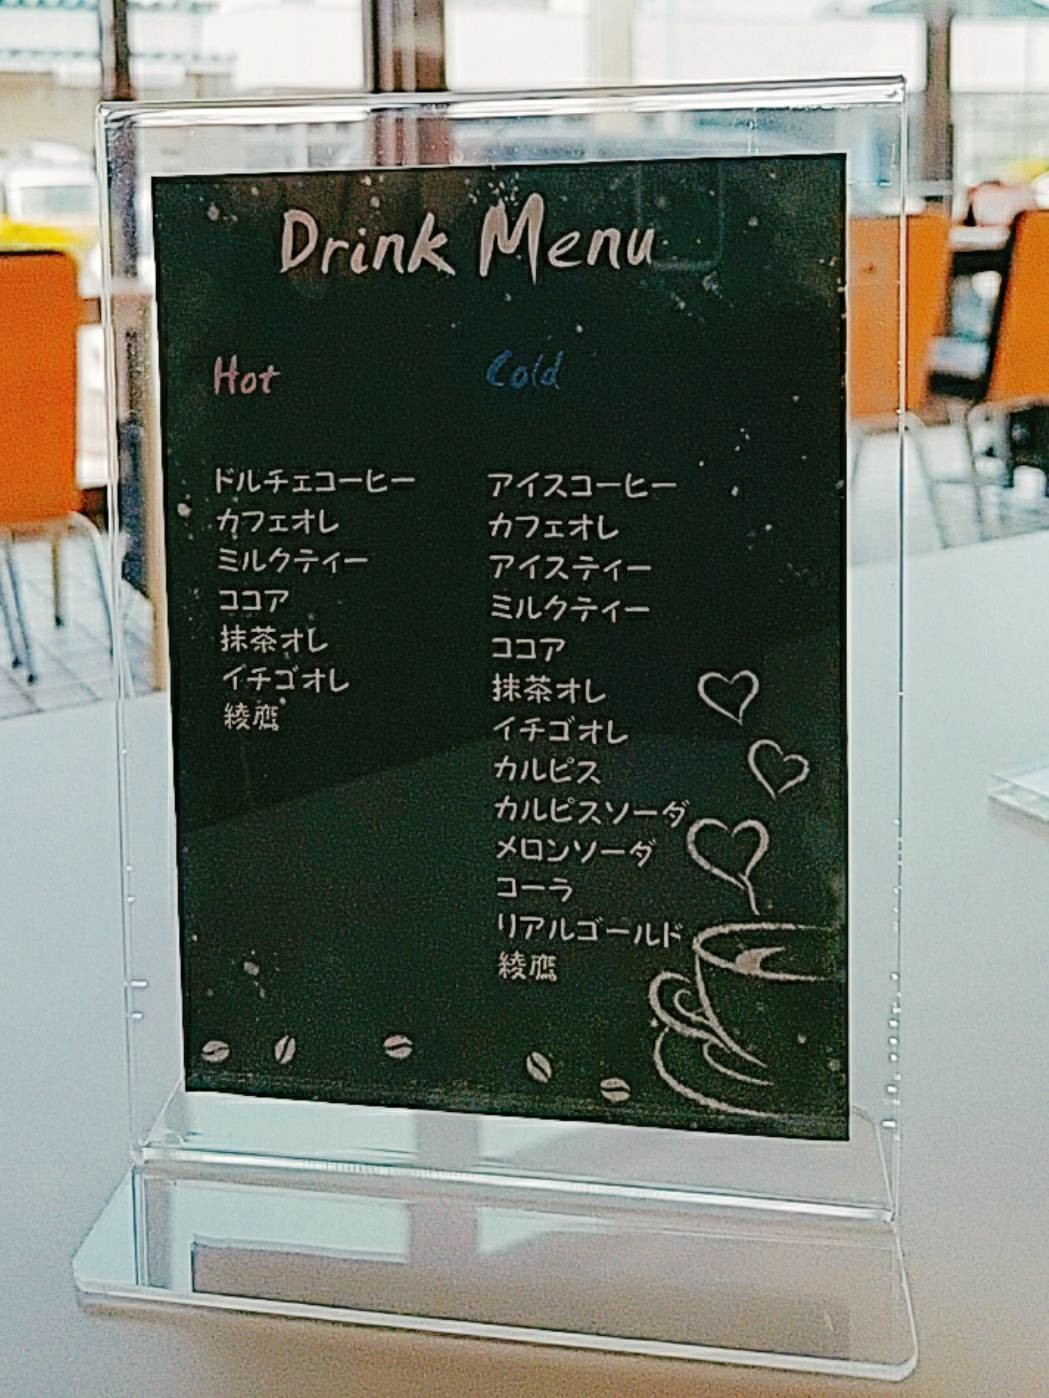 Drink Menu
Hot
ドルチェコーヒー
カフェオレ
ミルクティー
ココア
抹茶オレ
イチゴオレ
綾鷹
Cold
アイスコーヒー
カフェオレ
アイスティー
ミルクティー
ココア
抹茶オレ
イチゴオレ
カルピス
カルピスソーダ
メロンソーダ
コーラ
リアルゴールド
綾鷹